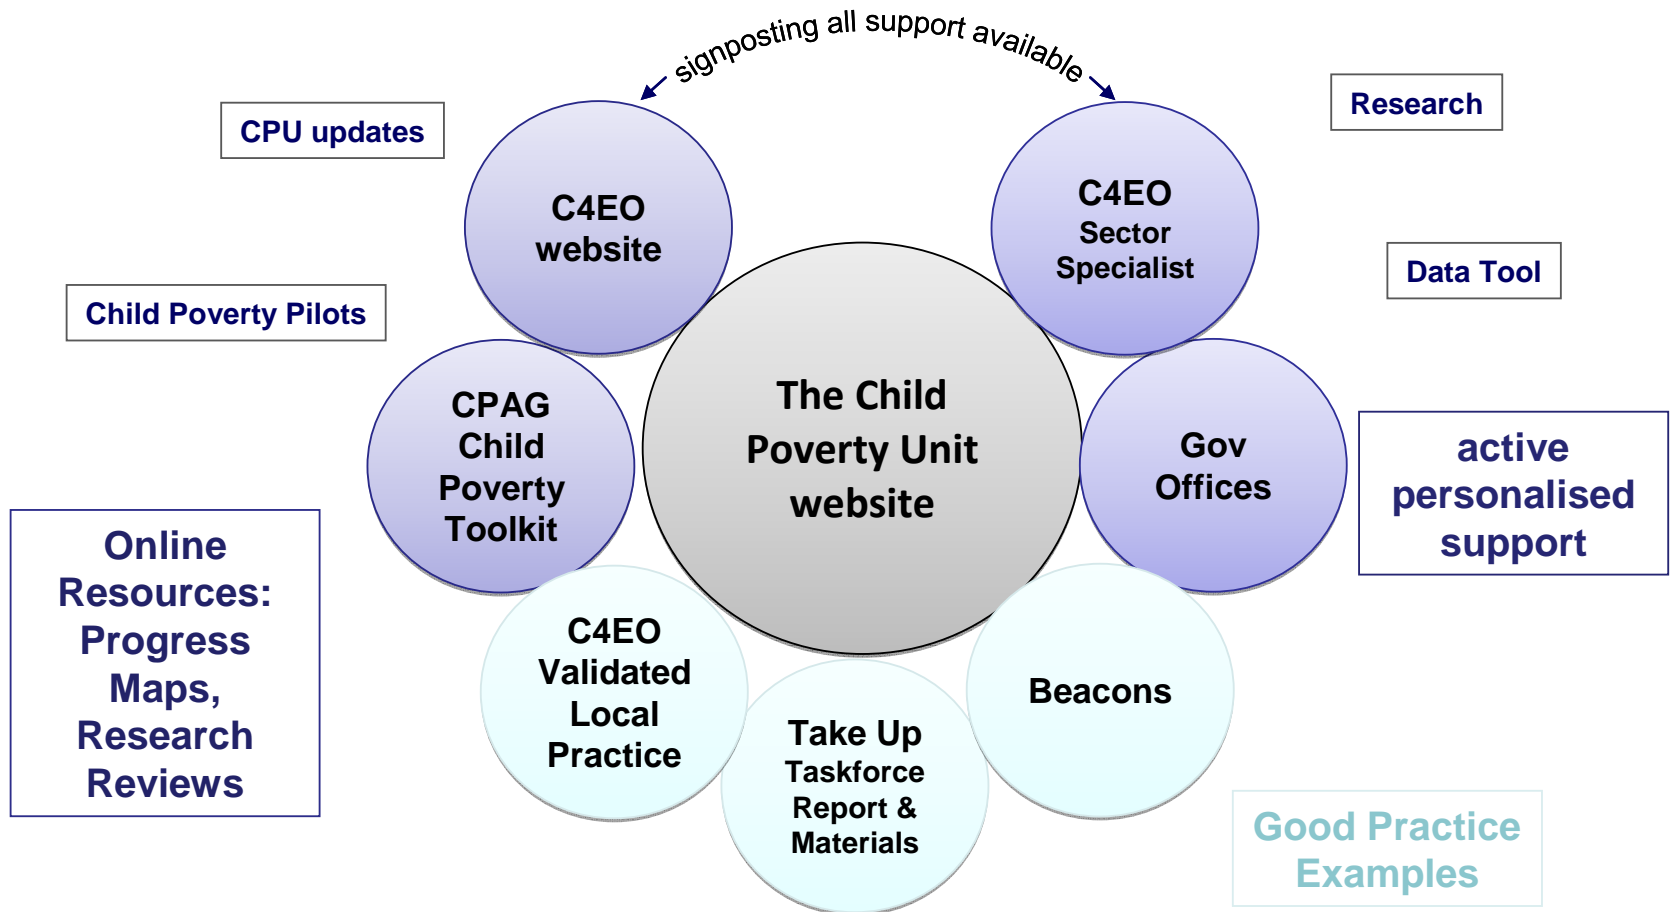 signposting all support available
CPU updates
Research
C4EO
website
C4EO
Sector
Specialist
Data Tool
Child Poverty Pilots
The Child
Poverty Unit
website
CPAG
Child
Poverty
Toolkit
Gov
Offices
active
personalised
support
Online
Resources:
Progress
Maps,
Research
Reviews
C4EO
Validated
Local
Practice
Beacons
Take Up
Taskforce
Report &
Materials
Good Practice
Examples